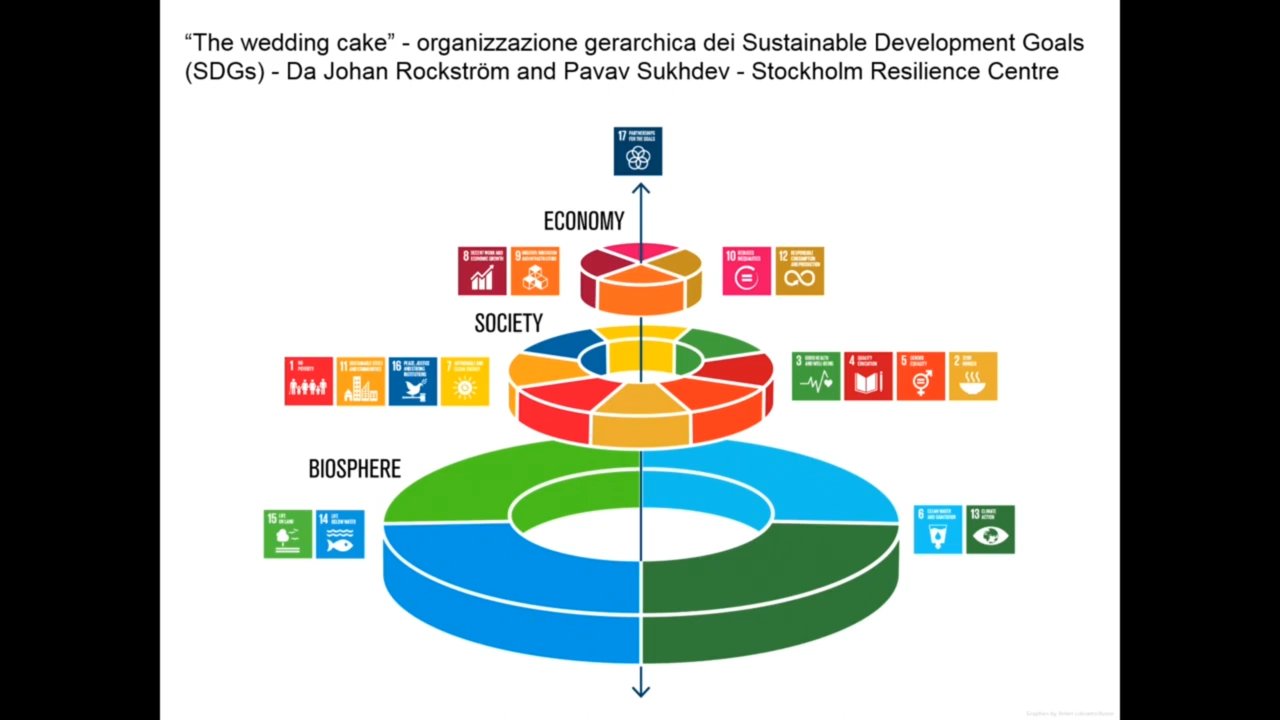 “The wedding cake” - organizzazione gerarchica dei Sustainable Development Goals
(SDGs) - Da Johan Rockström and Pavav Sukhdev - Stockholm Resilience Centre
17 PARTNERSHIPS
FOR THE GOALS
ECONOMY
8 DECENT WORK AND
ECONOMIC GROWTH
9 INDUSTRY, INNOVATION
AND INFRASTRUCTURE
10 REDUCED
INEQUALITIES
12 RESPONSIBLE
CONSUMPTION
AND PRODUCTION
SOCIETY
1 NO
POVERTY
11 SUSTAINABLE CITIES
AND COMMUNITIES
16 PEACE, JUSTICE
AND STRONG
INSTITUTIONS
7 AFFORDABLE AND
CLEAN ENERGY
3 GOOD HEALTH
AND WELL-BEING
4 QUALITY
EDUCATION
5 GENDER
EQUALITY
2 ZERO
HUNGER
BIOSPHERE
15 LIFE
ON LAND
14 LIFE
BELOW WATER
6 CLEAN WATER
AND SANITATION
13 CLIMATE
ACTION